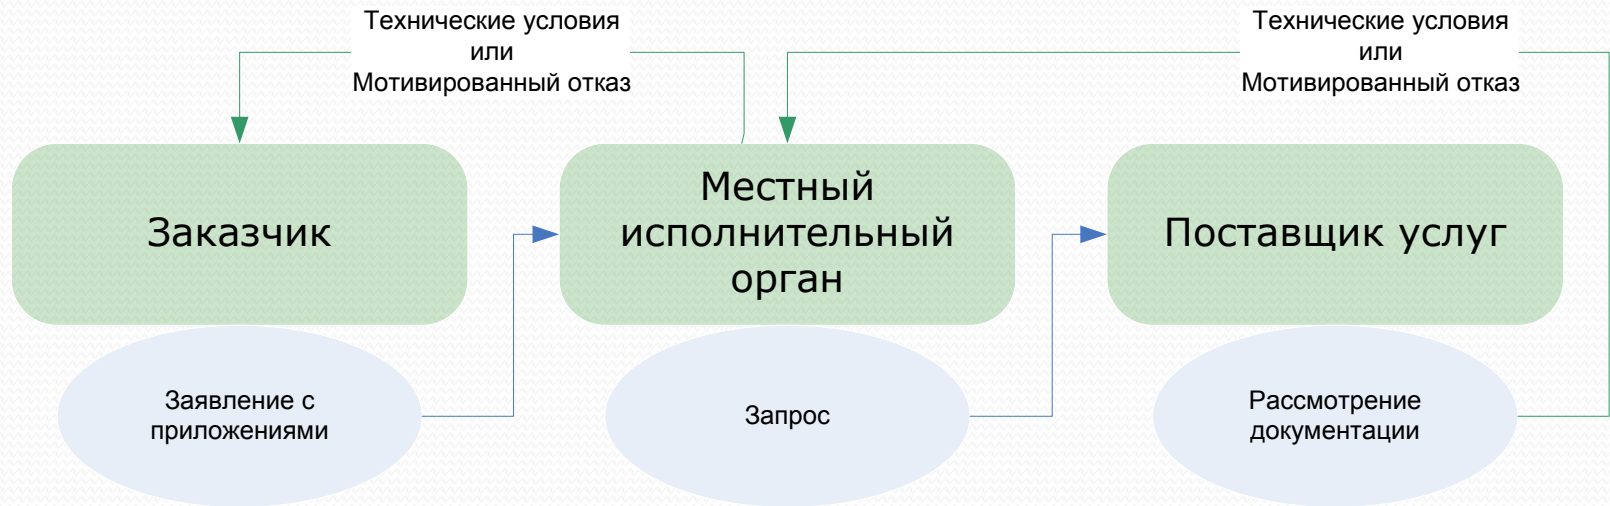 Технические условия
или
Мотивированный отказ
Технические условия
или
Мотивированный отказ
Заказчик
Местный
исполнительный
орган
Поставщик услуг
Заявление с
приложениями
Запрос
Рассмотрение
документации